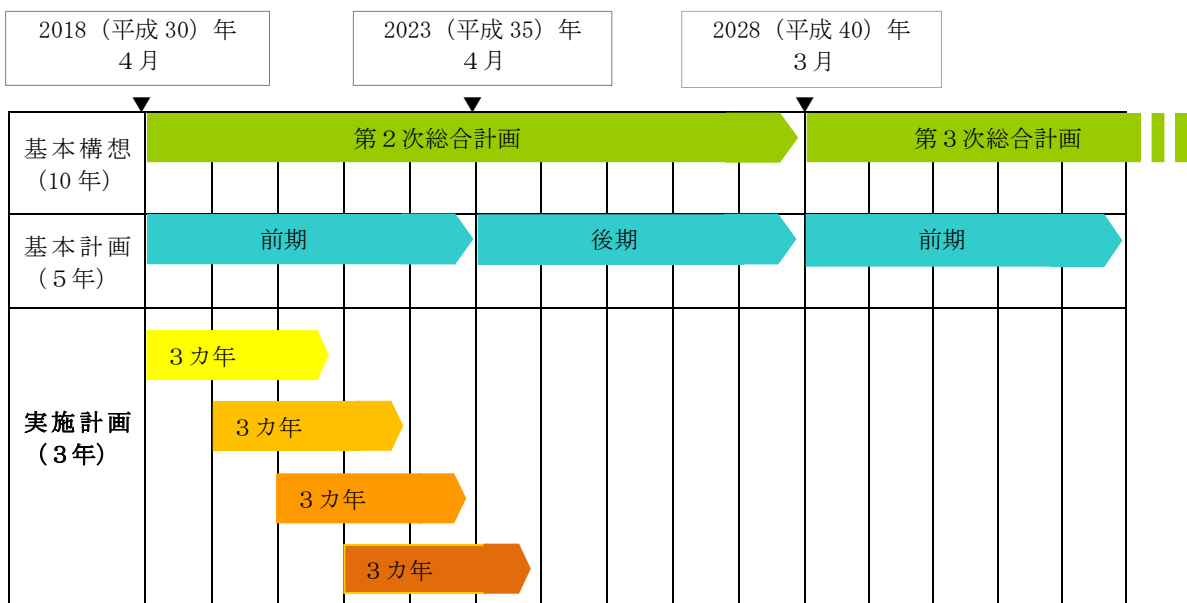 2018（平成 30）年
４月
2023（平成 35）年
４月
2028（平成 40）年
３月
基本構想
（10 年）
第２次総合計画
第３次総合計画
基本計画
（５年）
前期
後期
前期
実施計画
（３年）
３カ年
３カ年
３カ年
３カ年